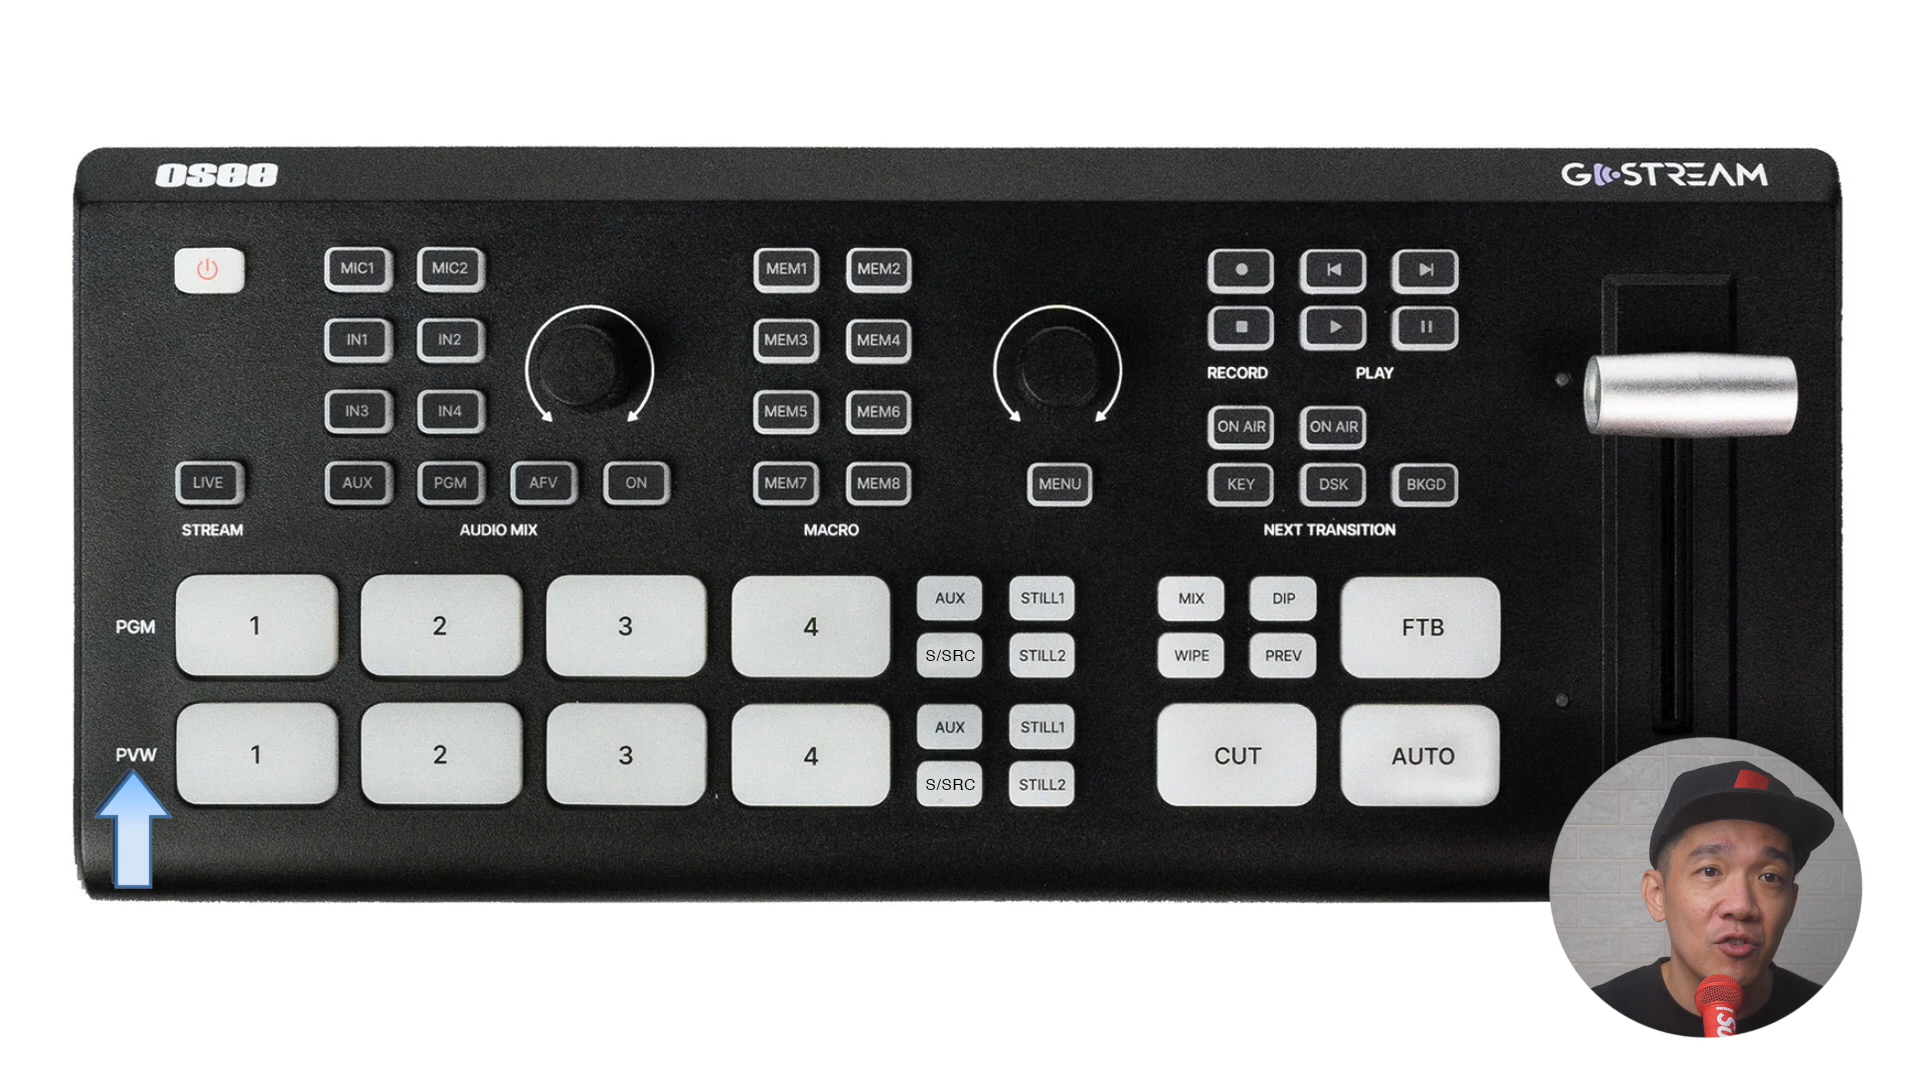 osee
GOSTREAM
MIC1 MIC2
MEM1 MEM2
IN1 IN2
MEM3 MEM4
RECORD PLAY
IN3 IN4
MEM5 MEM6
ON AIR ON AIR
LIVE
AUX PGM AFV ON
MEM7 MEM8
MENU
KEY DSK BKGD
STREAM
AUDIO MIX
MACRO
NEXT TRANSITION
PGM
1 2 3 4
AUX STILL1
S/SRC STILL2
MIX DIP
WIPE PREV
FTB
PVW
1 2 3 4
AUX STILL1
S/SRC STILL2
CUT
AUTO